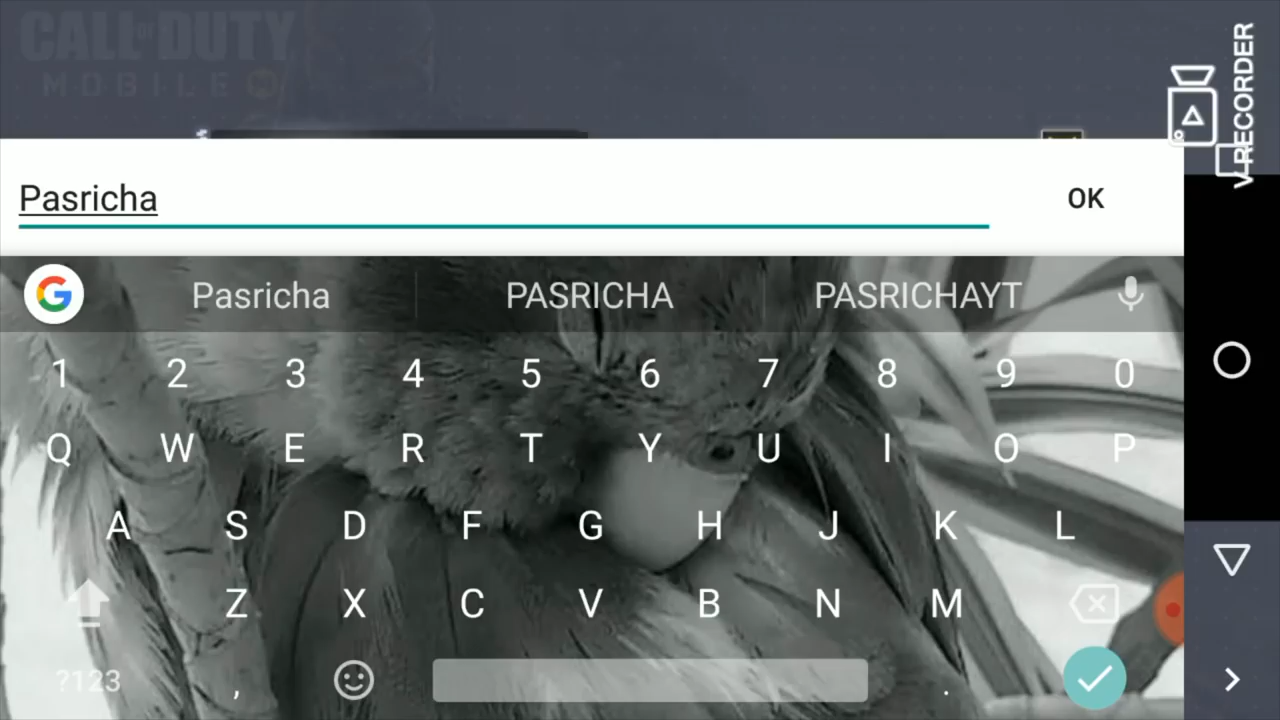 CALL OF DUTY
MOBILE
V RECORDER
Pasricha
OK
Pasricha PASRICHA PASRICHAYT
1 2 3 4 5 6 7 8 9 0
Q W E R T Y U I O P
A S D F G H J K L
Z X C V B N M
?123 , .